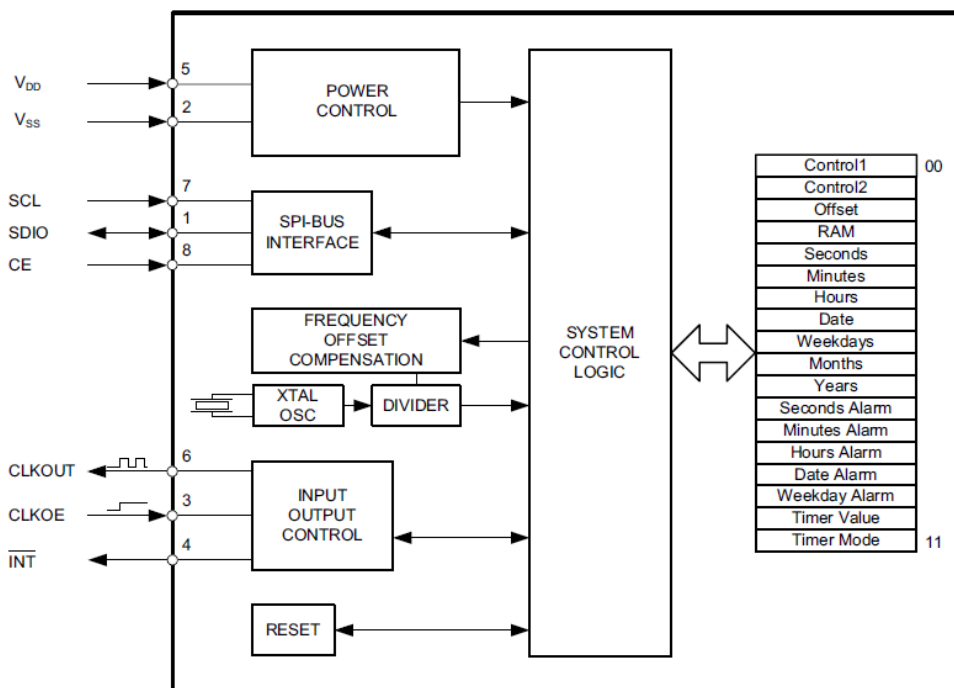 V_DD
5
V_SS
2
POWER
CONTROL
SCL
7
SDIO
1
CE
8
SPI-BUS
INTERFACE
FREQUENCY
OFFSET
COMPENSATION
XTAL
OSC
DIVIDER
CLKOUT
6
CLKOE
3
INT
4
INPUT
OUTPUT
CONTROL
RESET
SYSTEM
CONTROL
LOGIC
Control1 00
Control2
Offset
RAM
Seconds
Minutes
Hours
Date
Weekdays
Months
Years
Seconds Alarm
Minutes Alarm
Hours Alarm
Date Alarm
Weekday Alarm
Timer Value
Timer Mode 11